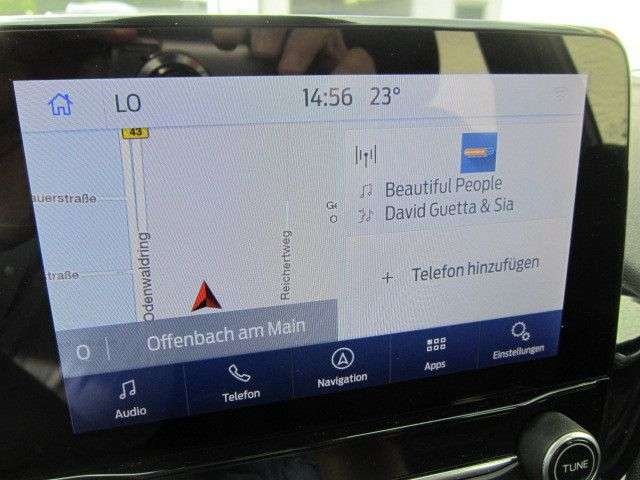 LO
14:56
23°
43
auerstraße
traße
Odenwaldring
Reichertweg
Beautiful People
David Guetta & Sia
+ Telefon hinzufügen
O
Offenbach am Main
Audio
Telefon
Navigation
Apps
Einstellungen
TUNE